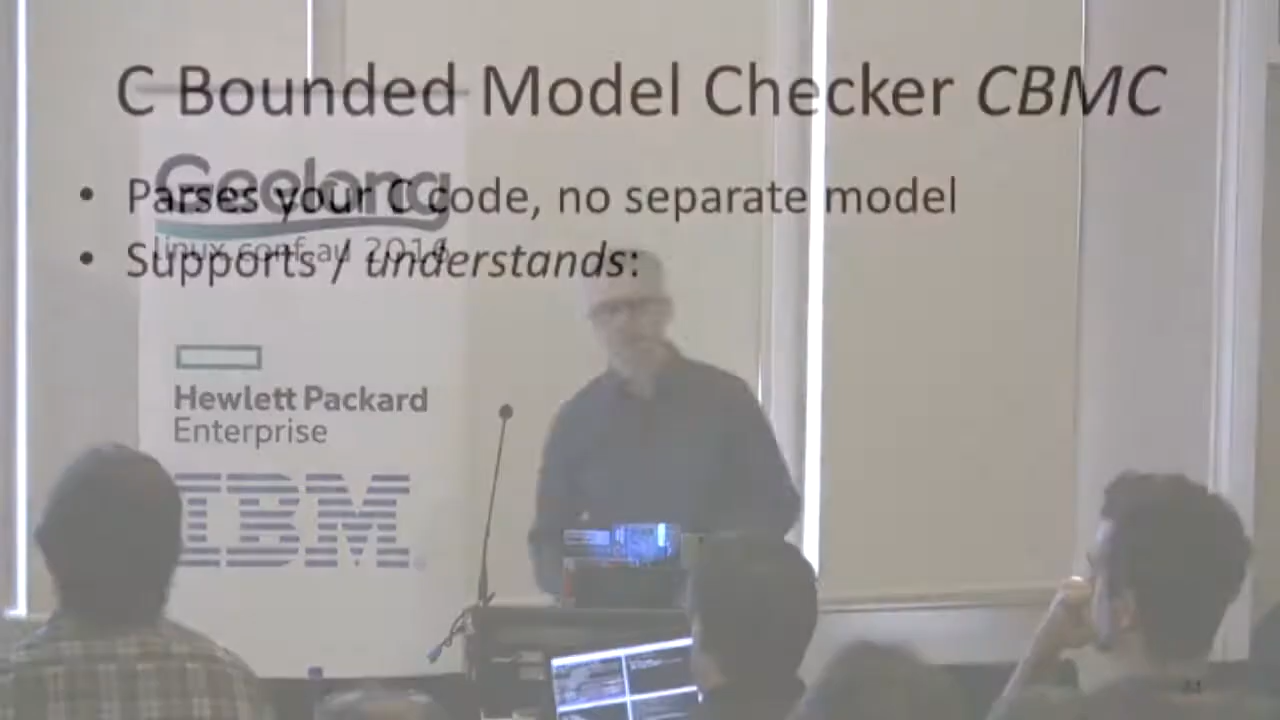 C Bounded Model Checker CBMC
• Parses your C code, no separate model
• Supports / understands:
Geelong
linux.conf.au 2016
Hewlett Packard
Enterprise
IBM